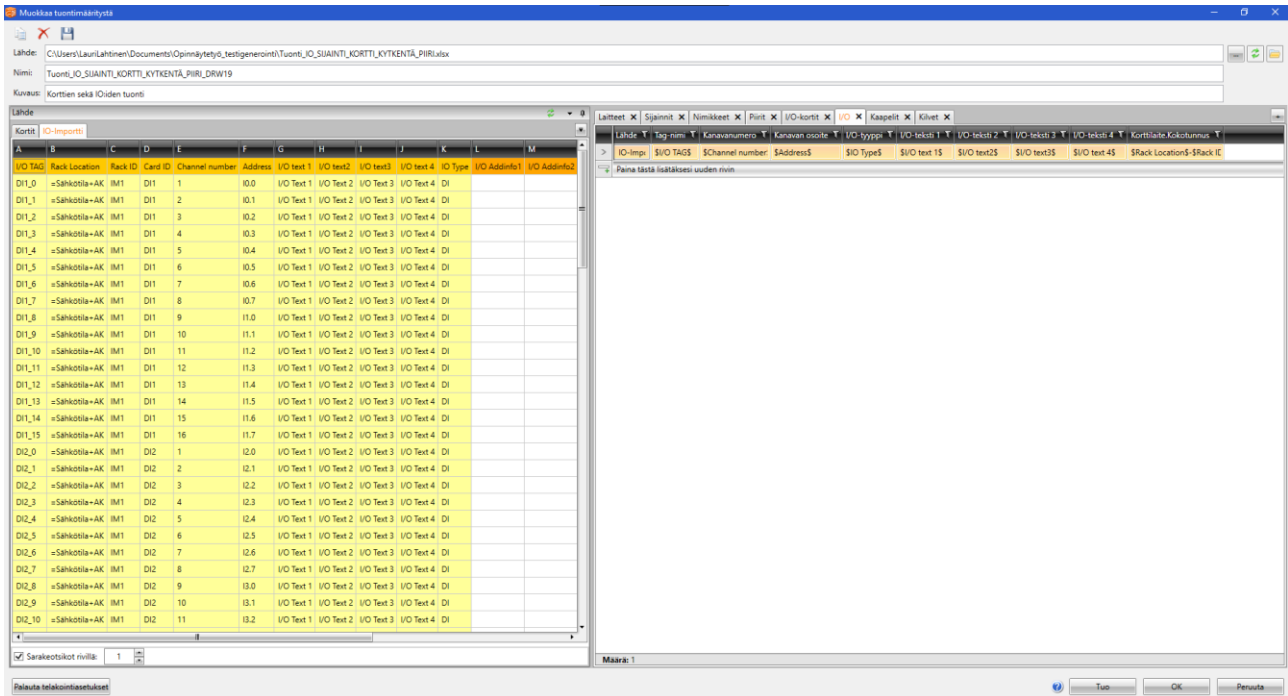 Muokkaa tuontimääritystä
Lähde: C:\Users\LauriLahtinen\Documents\Opinnäytetyö_testigenerointi\Tuonti_IO_SIJAINTI_KORTTI_KYTKENTÄ_PIIRI.xlsx
Nimi: Tuonti_IO_SIJAINTI_KORTTI_KYTKENTÄ_PIIRI_DRW19
Kuvaus: Korttien sekä IO:iden tuonti
Lähde
Kortit IO-Importti
A B C D E F G H I J K L M
I/O TAG Rack Location Rack ID Card ID Channel number Address I/O text 1 I/O text2 I/O text3 I/O text 4 IO Type I/O Addinfo1 I/O Addinfo2
DI1_0 =Sähkötila+AK IM1 DI1 1 I0.0 I/O Text 1 I/O Text 2 I/O Text 3 I/O Text 4 DI
DI1_1 =Sähkötila+AK IM1 DI1 2 I0.1 I/O Text 1 I/O Text 2 I/O Text 3 I/O Text 4 DI
DI1_2 =Sähkötila+AK IM1 DI1 3 I0.2 I/O Text 1 I/O Text 2 I/O Text 3 I/O Text 4 DI
DI1_3 =Sähkötila+AK IM1 DI1 4 I0.3 I/O Text 1 I/O Text 2 I/O Text 3 I/O Text 4 DI
DI1_4 =Sähkötila+AK IM1 DI1 5 I0.4 I/O Text 1 I/O Text 2 I/O Text 3 I/O Text 4 DI
DI1_5 =Sähkötila+AK IM1 DI1 6 I0.5 I/O Text 1 I/O Text 2 I/O Text 3 I/O Text 4 DI
DI1_6 =Sähkötila+AK IM1 DI1 7 I0.6 I/O Text 1 I/O Text 2 I/O Text 3 I/O Text 4 DI
DI1_7 =Sähkötila+AK IM1 DI1 8 I0.7 I/O Text 1 I/O Text 2 I/O Text 3 I/O Text 4 DI
DI1_8 =Sähkötila+AK IM1 DI1 9 I1.0 I/O Text 1 I/O Text 2 I/O Text 3 I/O Text 4 DI
DI1_9 =Sähkötila+AK IM1 DI1 10 I1.1 I/O Text 1 I/O Text 2 I/O Text 3 I/O Text 4 DI
DI1_10 =Sähkötila+AK IM1 DI1 11 I1.2 I/O Text 1 I/O Text 2 I/O Text 3 I/O Text 4 DI
DI1_11 =Sähkötila+AK IM1 DI1 12 I1.3 I/O Text 1 I/O Text 2 I/O Text 3 I/O Text 4 DI
DI1_12 =Sähkötila+AK IM1 DI1 13 I1.4 I/O Text 1 I/O Text 2 I/O Text 3 I/O Text 4 DI
DI1_13 =Sähkötila+AK IM1 DI1 14 I1.5 I/O Text 1 I/O Text 2 I/O Text 3 I/O Text 4 DI
DI1_14 =Sähkötila+AK IM1 DI1 15 I1.6 I/O Text 1 I/O Text 2 I/O Text 3 I/O Text 4 DI
DI1_15 =Sähkötila+AK IM1 DI1 16 I1.7 I/O Text 1 I/O Text 2 I/O Text 3 I/O Text 4 DI
DI2_0 =Sähkötila+AK IM1 DI2 1 I2.0 I/O Text 1 I/O Text 2 I/O Text 3 I/O Text 4 DI
DI2_1 =Sähkötila+AK IM1 DI2 2 I2.1 I/O Text 1 I/O Text 2 I/O Text 3 I/O Text 4 DI
DI2_2 =Sähkötila+AK IM1 DI2 3 I2.2 I/O Text 1 I/O Text 2 I/O Text 3 I/O Text 4 DI
DI2_3 =Sähkötila+AK IM1 DI2 4 I2.3 I/O Text 1 I/O Text 2 I/O Text 3 I/O Text 4 DI
DI2_4 =Sähkötila+AK IM1 DI2 5 I2.4 I/O Text 1 I/O Text 2 I/O Text 3 I/O Text 4 DI
DI2_5 =Sähkötila+AK IM1 DI2 6 I2.5 I/O Text 1 I/O Text 2 I/O Text 3 I/O Text 4 DI
DI2_6 =Sähkötila+AK IM1 DI2 7 I2.6 I/O Text 1 I/O Text 2 I/O Text 3 I/O Text 4 DI
DI2_7 =Sähkötila+AK IM1 DI2 8 I2.7 I/O Text 1 I/O Text 2 I/O Text 3 I/O Text 4 DI
DI2_8 =Sähkötila+AK IM1 DI2 9 I3.0 I/O Text 1 I/O Text 2 I/O Text 3 I/O Text 4 DI
DI2_9 =Sähkötila+AK IM1 DI2 10 I3.1 I/O Text 1 I/O Text 2 I/O Text 3 I/O Text 4 DI
DI2_10 =Sähkötila+AK IM1 DI2 11 I3.2 I/O Text 1 I/O Text 2 I/O Text 3 I/O Text 4 DI
Sarakeotsikot rivillä: 1
Laitteet Sijainnit Nimikkeet Piirit I/O-kortit I/O Kaapelit Kilvet
Lähde Tag-nimi Kanavanumero Kanavan osoite I/O-tyyppi I/O-teksti 1 I/O-teksti 2 I/O-teksti 3 I/O-teksti 4 Korttilaite.Kokotunnus
IO-Impo $I/O TAG$ $Channel number $Address$ $IO Type$ $I/O text 1$ $I/O text2$ $I/O text3$ $I/O text 4$ $Rack Location$-$Rack ID
Paina tästä lisätäksesi uuden rivin
Määrä: 1
Palauta telakointiasetukset Tuo OK Peruuta